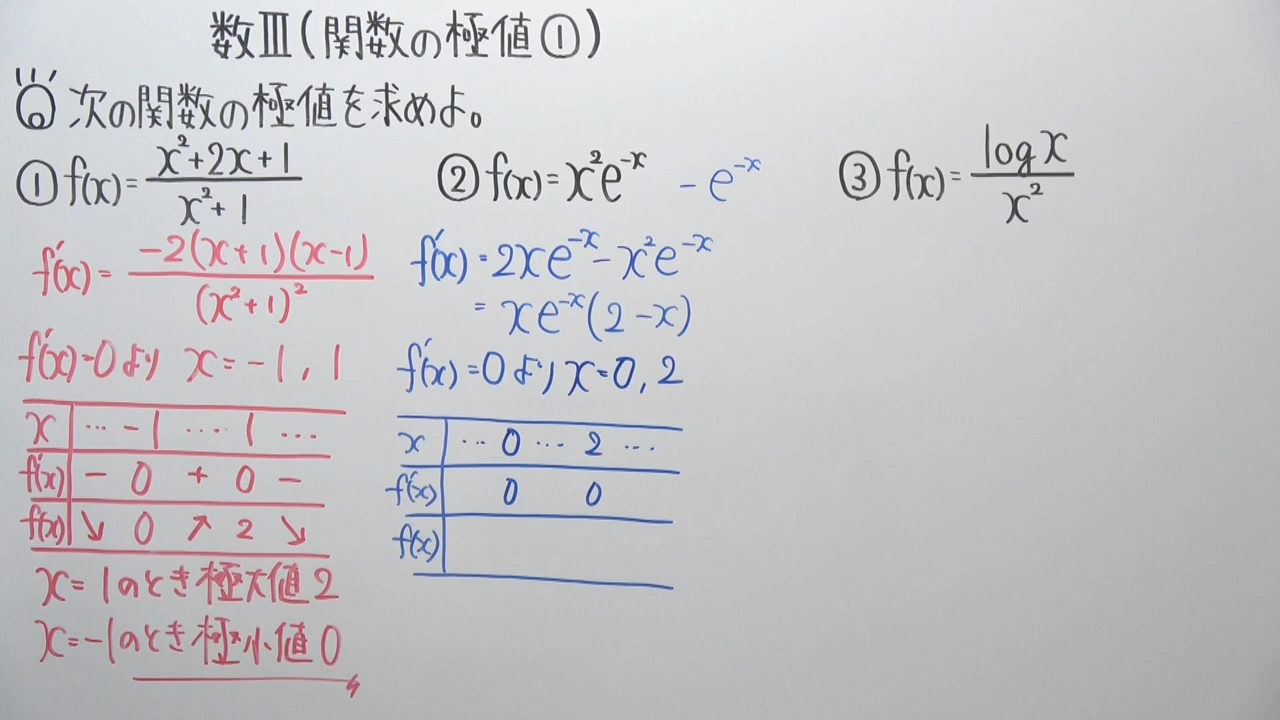 数Ⅲ(関数の極値①)
次の関数の極値を求めよ。
① f(x)=(x²+2x+1)/(x²+1)
f'(x)=-2(x+1)(x-1)/(x²+1)²
f'(x)=0より x=-1, 1
x … -1 … 1 …
f'(x) - 0 + 0 -
f(x) ↘ 0 ↗ 2 ↘
x=1のとき極大値2
x=-1のとき極小値0
② f(x)=x²e⁻ˣ -e⁻ˣ
f'(x)=2xe⁻ˣ-x²e⁻ˣ
=xe⁻ˣ(2-x)
f'(x)=0より x=0, 2
x … 0 … 2 …
f'(x) 0 0
f(x)
③ f(x)=log x/x²